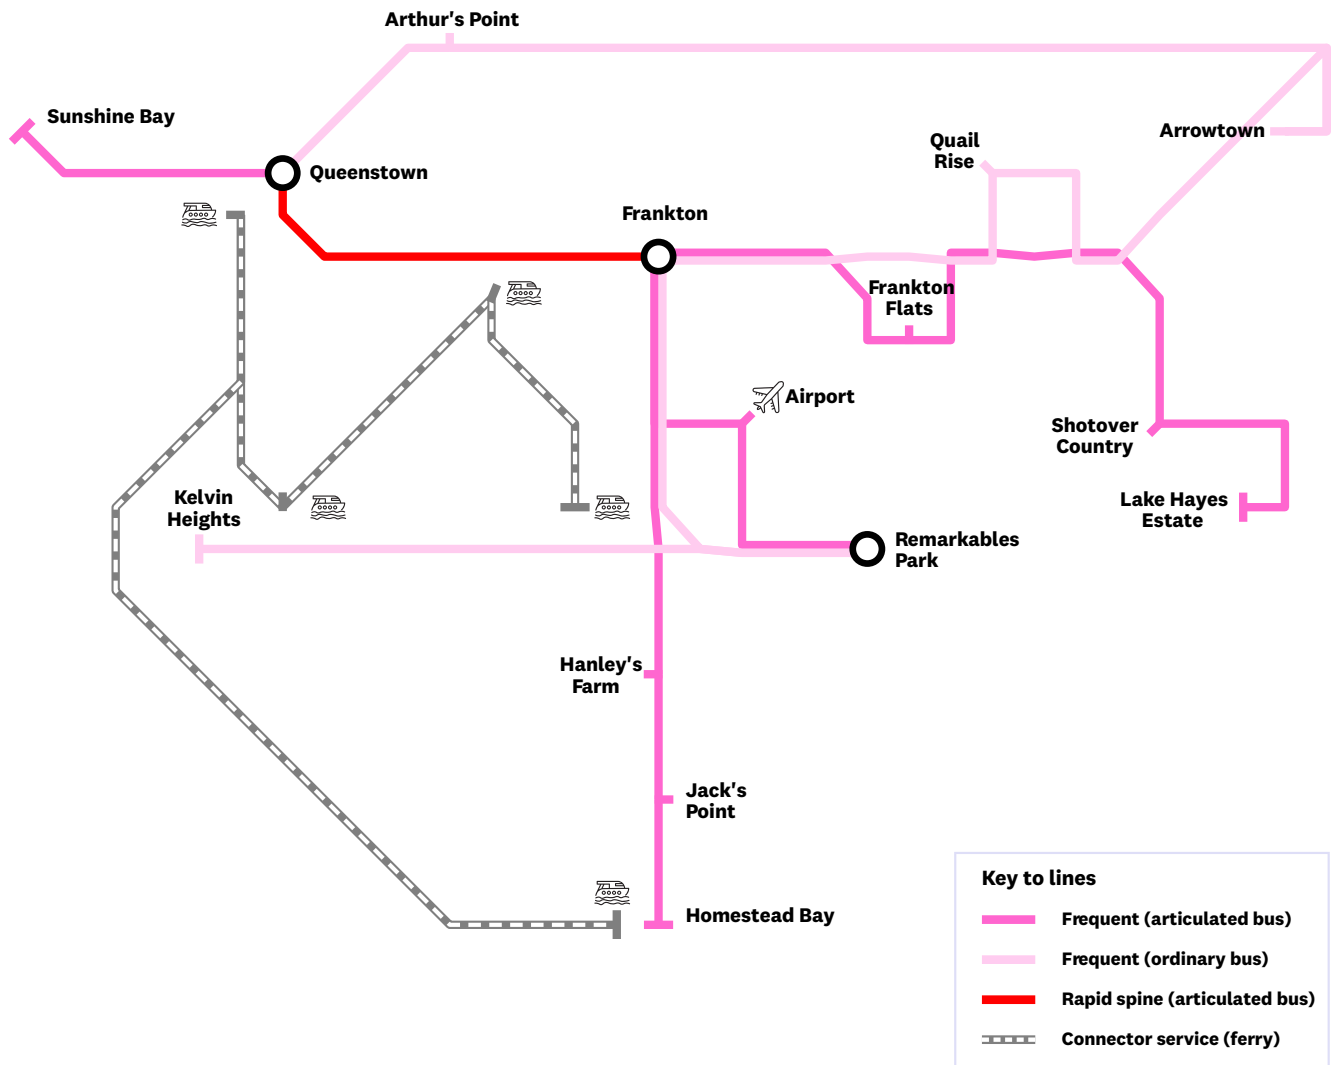 Arthur's Point
Sunshine Bay
Queenstown
Quail
Rise
Arrowtown
Frankton
Frankton
Flats
Airport
Shotover
Country
Kelvin
Heights
Lake Hayes
Estate
Remarkables
Park
Hanley's
Farm
Jack's
Point
Homestead Bay
Key to lines
Frequent (articulated bus)
Frequent (ordinary bus)
Rapid spine (articulated bus)
Connector service (ferry)